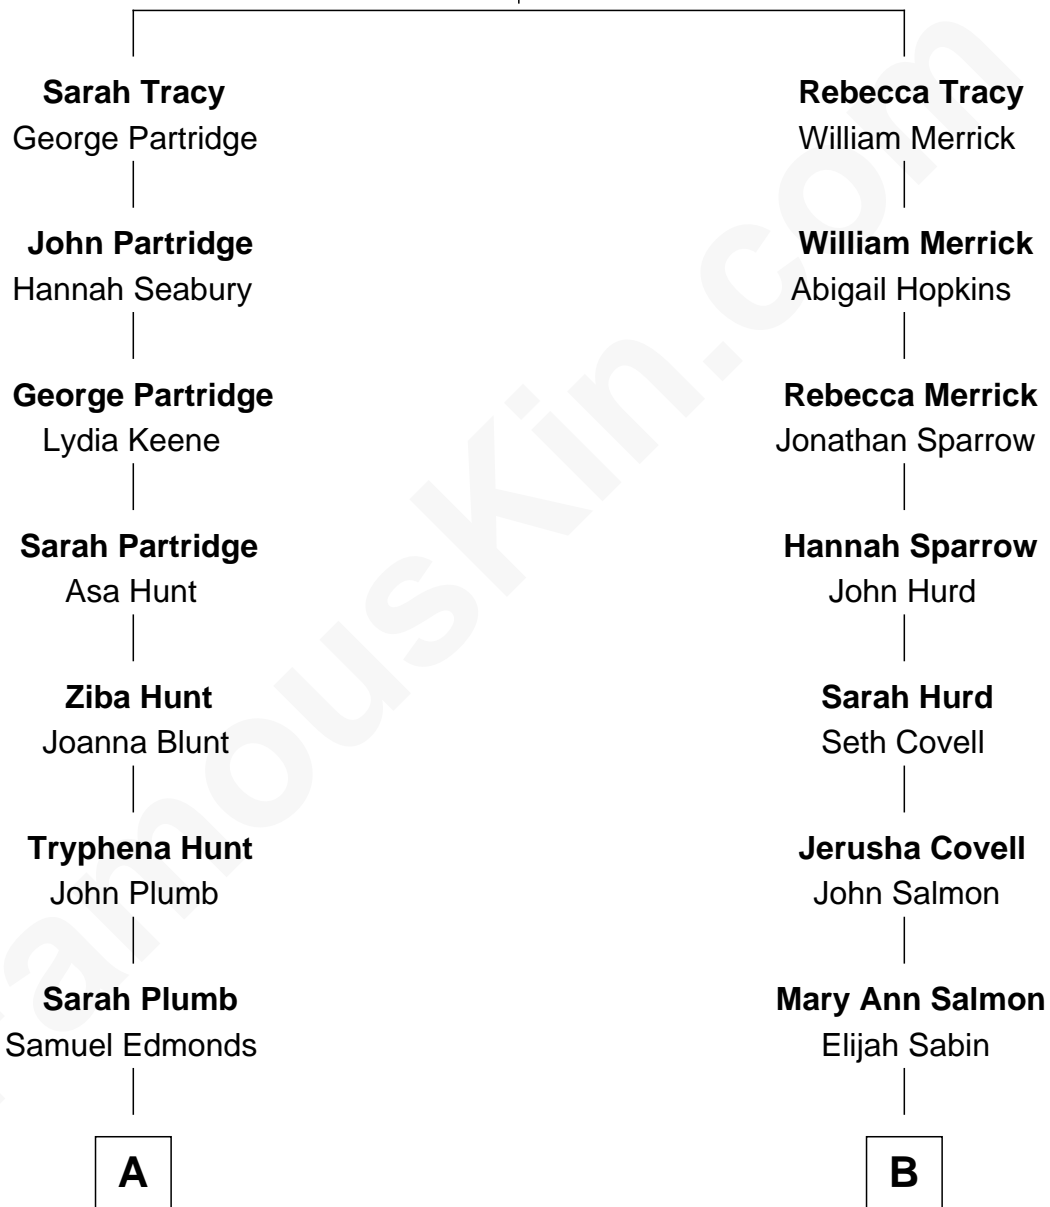 Sarah Tracy
George Partridge
John Partridge
Hannah Seabury
George Partridge
Lydia Keene
Sarah Partridge
Asa Hunt
Ziba Hunt
Joanna Blunt
Tryphena Hunt
John Plumb
Sarah Plumb
Samuel Edmonds
A
Rebecca Tracy
William Merrick
William Merrick
Abigail Hopkins
Rebecca Merrick
Jonathan Sparrow
Hannah Sparrow
John Hurd
Sarah Hurd
Seth Covell
Jerusha Covell
John Salmon
Mary Ann Salmon
Elijah Sabin
B
FamousKin.com